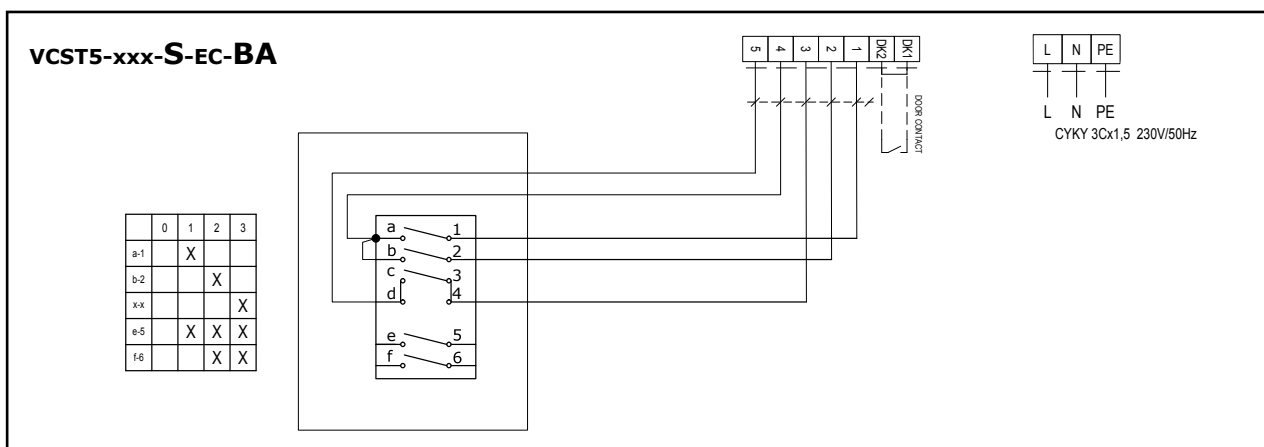 VCST5-xxx-S-EC-BA
5 4 3 2 1 DK2 DK1
DOOR CONTACT
L N PE
L N PE
CYKY 3Cx1,5 230V/50Hz
0 1 2 3
a-1 X
b-2 X
x-x X
e-5 X X X
f-6 X X
a 1
b 2
c 3
d 4
e 5
f 6